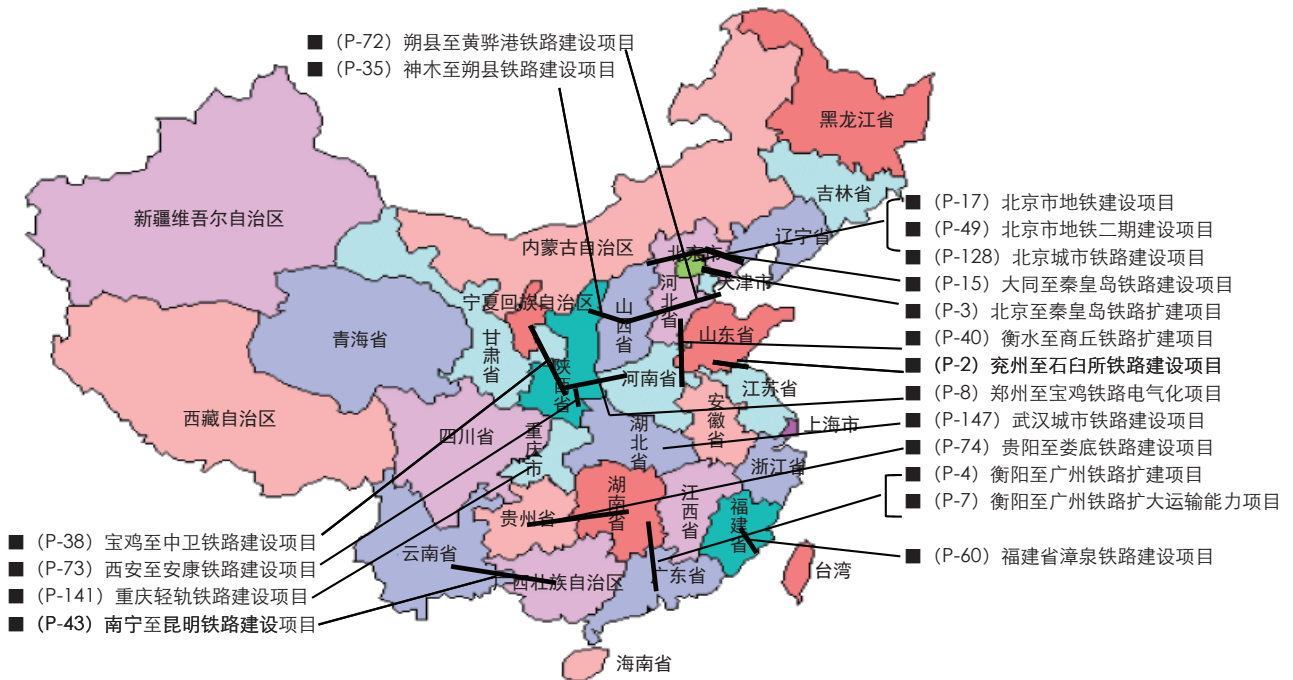 ■ (P-72) 朔县至黄骅港铁路建设项目
■ (P-35) 神木至朔县铁路建设项目
黑龙江省
吉林省
新疆维吾尔自治区
■ (P-17) 北京市地铁建设项目
■ (P-49) 北京市地铁二期建设项目
■ (P-128) 北京城市铁路建设项目
■ (P-15) 大同至秦皇岛铁路建设项目
■ (P-3) 北京至秦皇岛铁路扩建项目
■ (P-40) 衡水至商丘铁路扩建项目
■ (P-2) 兖州至石臼所铁路建设项目
■ (P-8) 郑州至宝鸡铁路电气化项目
■ (P-147) 武汉城市铁路建设项目
■ (P-74) 贵阳至娄底铁路建设项目
■ (P-4) 衡阳至广州铁路扩建项目
■ (P-7) 衡阳至广州铁路扩大运输能力项目
■ (P-60) 福建省漳泉铁路建设项目
辽宁省
内蒙古自治区
北京市
天津市
河北省
宁夏回族自治区
山西省
山东省
青海省
甘肃省
陕西省
河南省
江苏省
西藏自治区
四川省
重庆市
湖北省
安徽省
上海市
浙江省
湖南省
江西省
贵州省
福建省
云南省
西壮族自治区
广东省
台湾
海南省
■ (P-38) 宝鸡至中卫铁路建设项目
■ (P-73) 西安至安康铁路建设项目
■ (P-141) 重庆轻轨铁路建设项目
■ (P-43) 南宁至昆明铁路建设项目